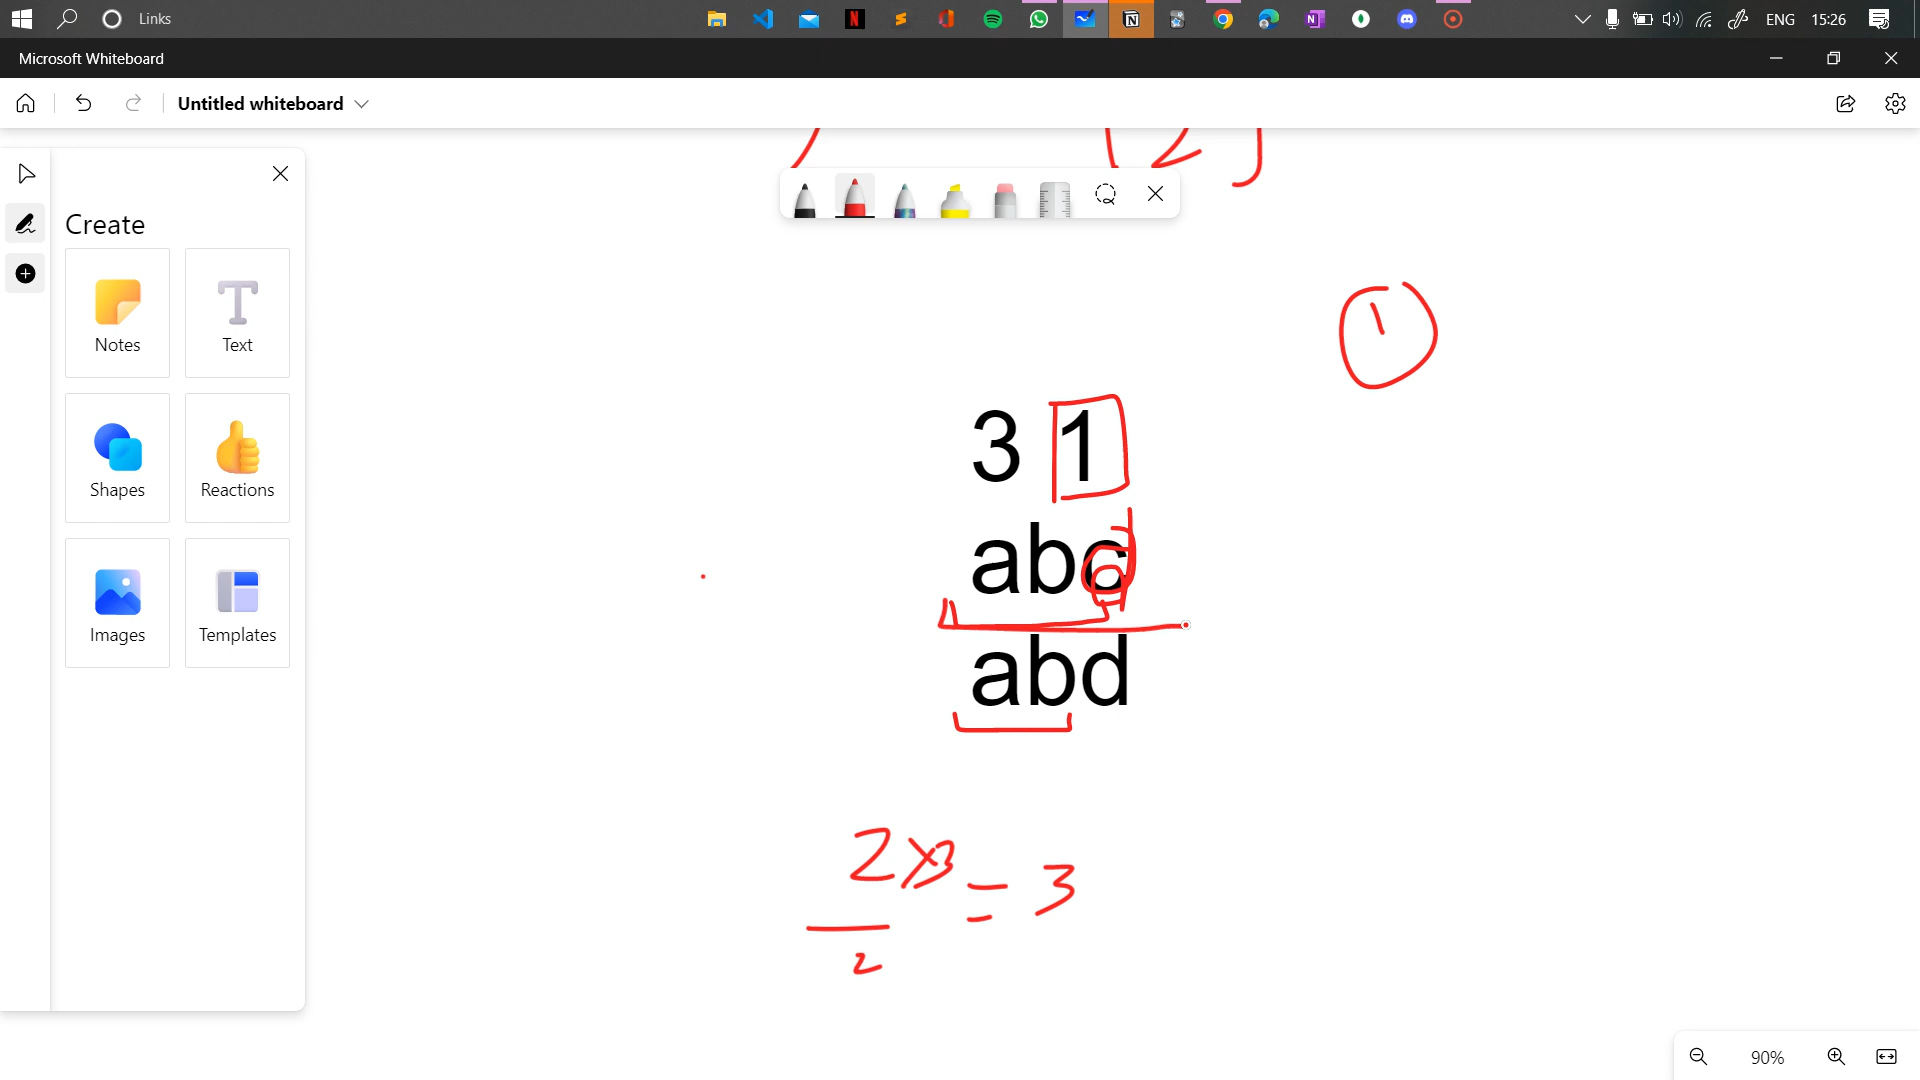 Links
ENG 15:26
Microsoft Whiteboard
Untitled whiteboard
2
Create
Notes
Text
Shapes
Reactions
Images
Templates
1
3 1
abc
abd
2x3 = 3
2
90%